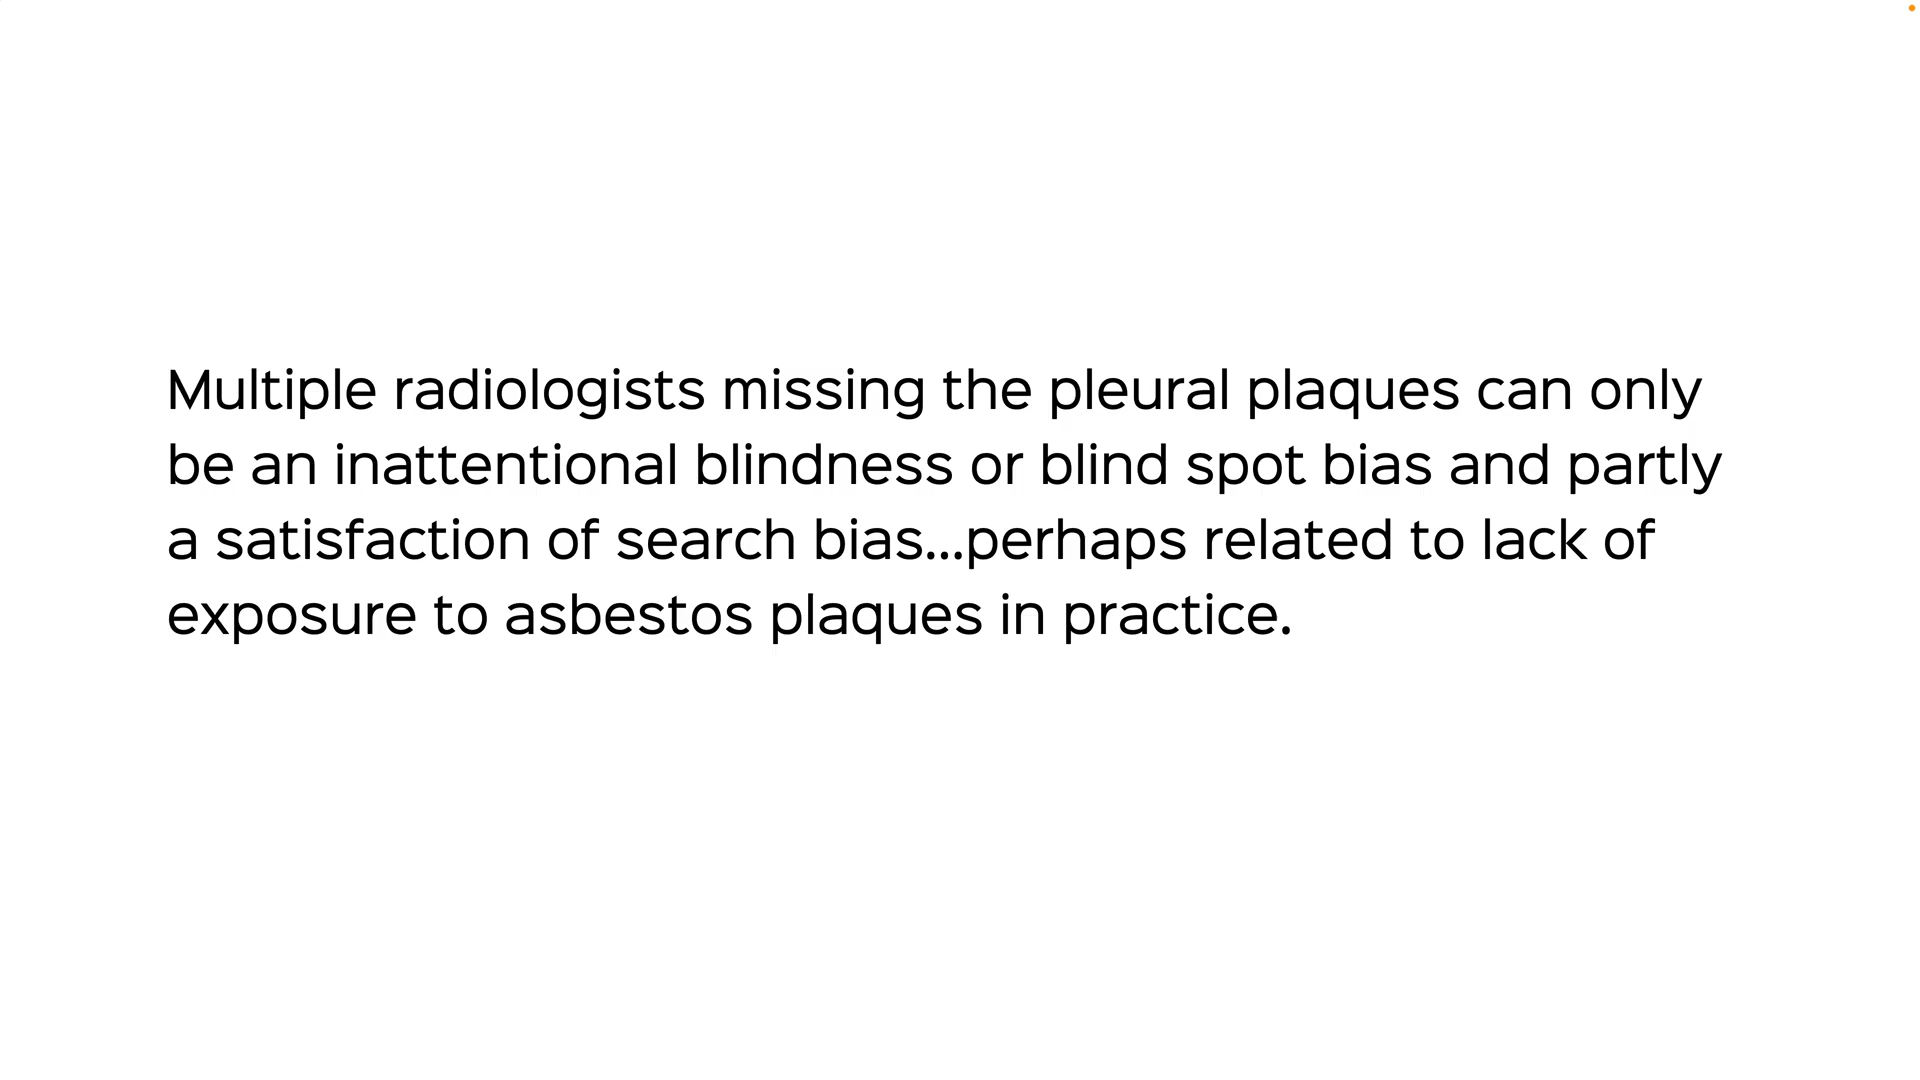 Multiple radiologists missing the pleural plaques can only
be an inattentional blindness or blind spot bias and partly
a satisfaction of search bias...perhaps related to lack of
exposure to asbestos plaques in practice.